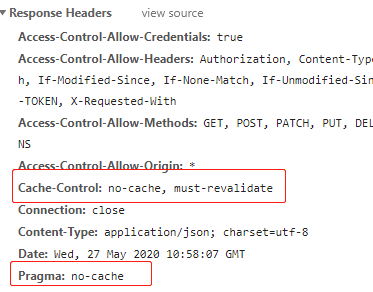 Response Headers view source
Access-Control-Allow-Credentials: true
Access-Control-Allow-Headers: Authorization, Content-Typ
h, If-Modified-Since, If-None-Match, If-Unmodified-Sin
-TOKEN, X-Requested-With
Access-Control-Allow-Methods: GET, POST, PATCH, PUT, DEL
NS
Access-Control-Allow-Origin: *
Cache-Control: no-cache, must-revalidate
Connection: close
Content-Type: application/json; charset=utf-8
Date: Wed, 27 May 2020 10:58:07 GMT
Pragma: no-cache